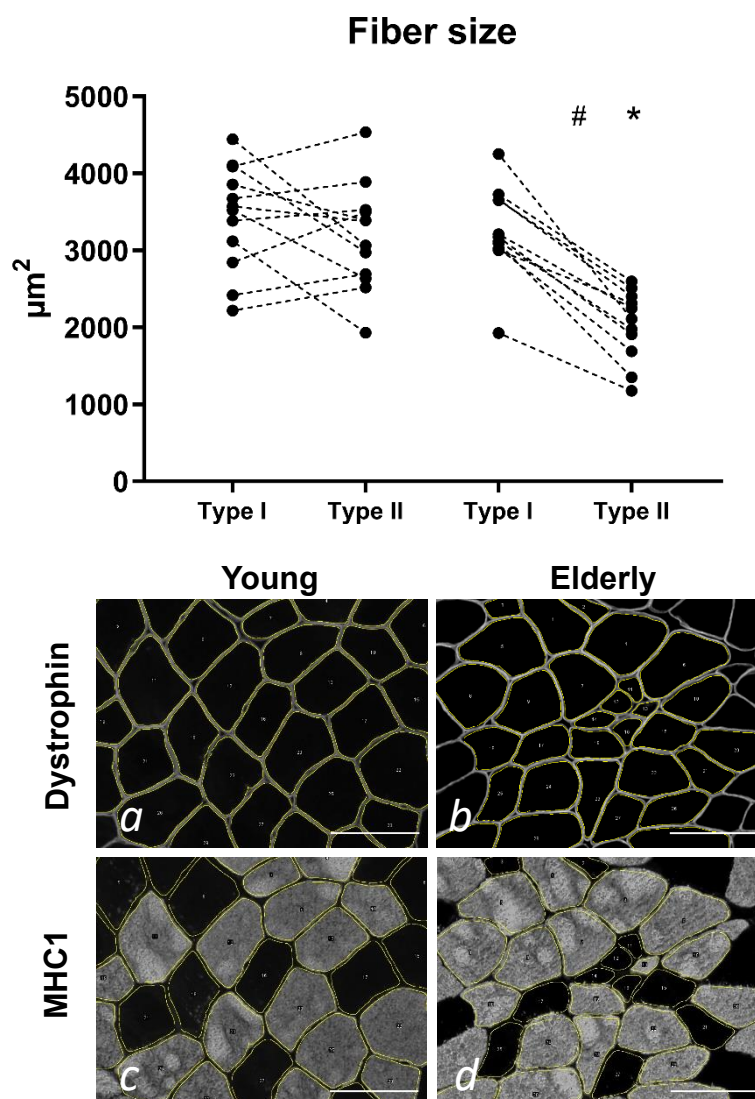 Fiber size
# *
5000
4000
3000
2000
1000
0
µm²
Type I Type II Type I Type II
Young Elderly
Dystrophin
a b
MHC1
c d